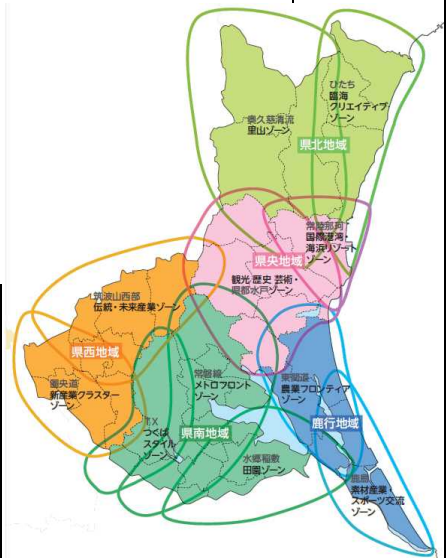 ひたち
臨海
クリエイティブ
ゾーン
奥久慈清流
里山ゾーン
県北地域
常陸那珂
国際港湾・
海浜リゾート
ゾーン
県央地域
観光・歴史・芸術・
県都水戸ゾーン
筑波山西部
伝統・未来産業ゾーン
県西地域
圏央道
新産業クラスター
ゾーン
常磐線
メトロフロント
ゾーン
東関道
農業フロンティア
ゾーン
TX
つくば
スタイル
ゾーン
県南地域
鹿行地域
水郷稲敷
田園ゾーン
鹿島
素材産業・
スポーツ交流
ゾーン